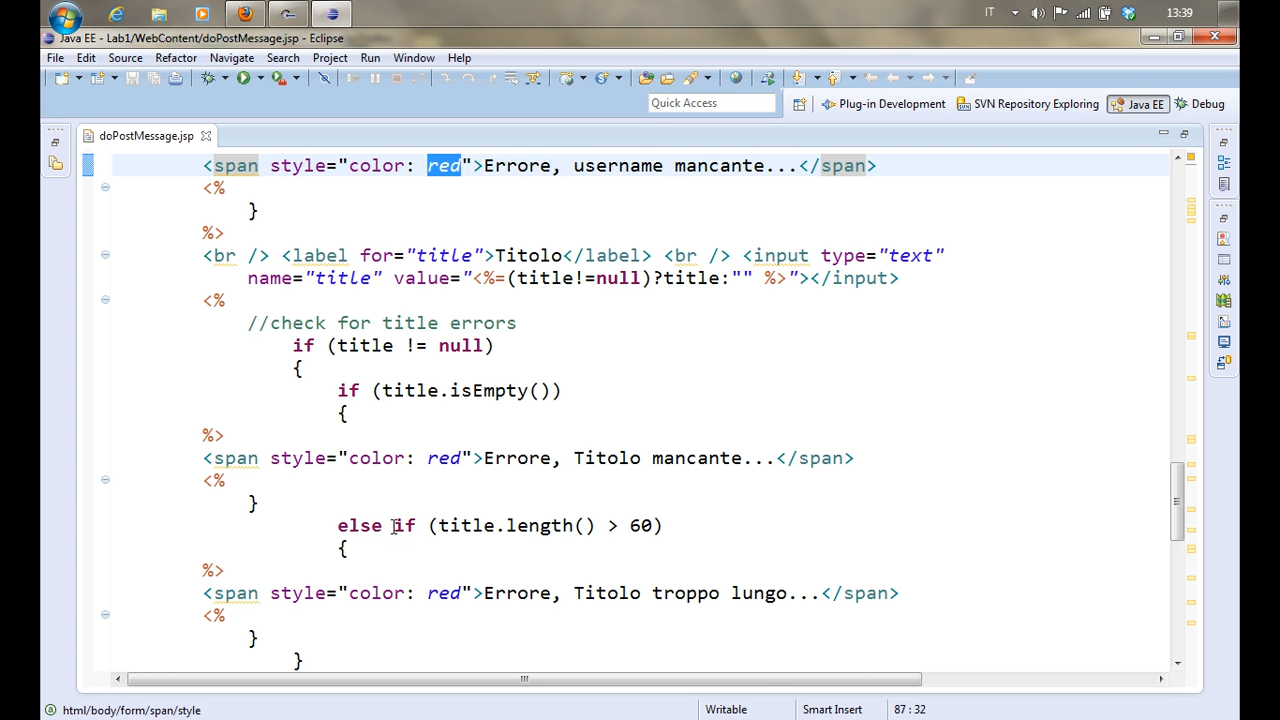 IT
13:39
Java EE - Lab1/WebContent/doPostMessage.jsp - Eclipse
File Edit Source Refactor Navigate Search Project Run Window Help
Quick Access
Plug-in Development
SVN Repository Exploring
Java EE
Debug
doPostMessage.jsp
<span style="color: red">Errore, username mancante...</span>
<%
}
%>
<br /> <label for="title">Titolo</label> <br /> <input type="text"
name="title" value="<%=(title!=null)?title:"" %>"></input>
<%
//check for title errors
if (title != null)
{
if (title.isEmpty())
{
%>
<span style="color: red">Errore, Titolo mancante...</span>
<%
}
else if (title.length() > 60)
{
%>
<span style="color: red">Errore, Titolo troppo lungo...</span>
<%
}
}
html/body/form/span/style
Writable
Smart Insert
87 : 32